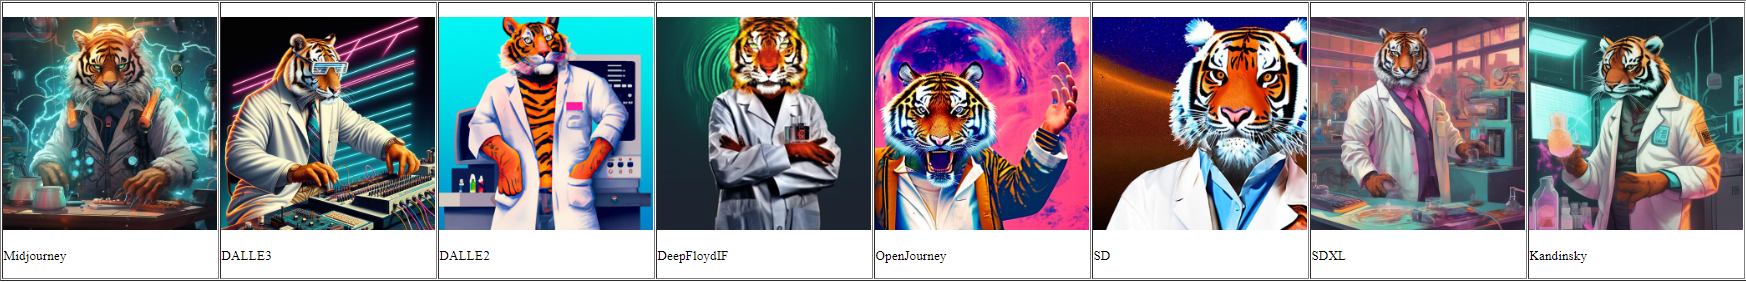 Midjourney
DALLE3
DALLE2
DeepFloydIF
OpenJourney
SD
SDXL
Kandinsky